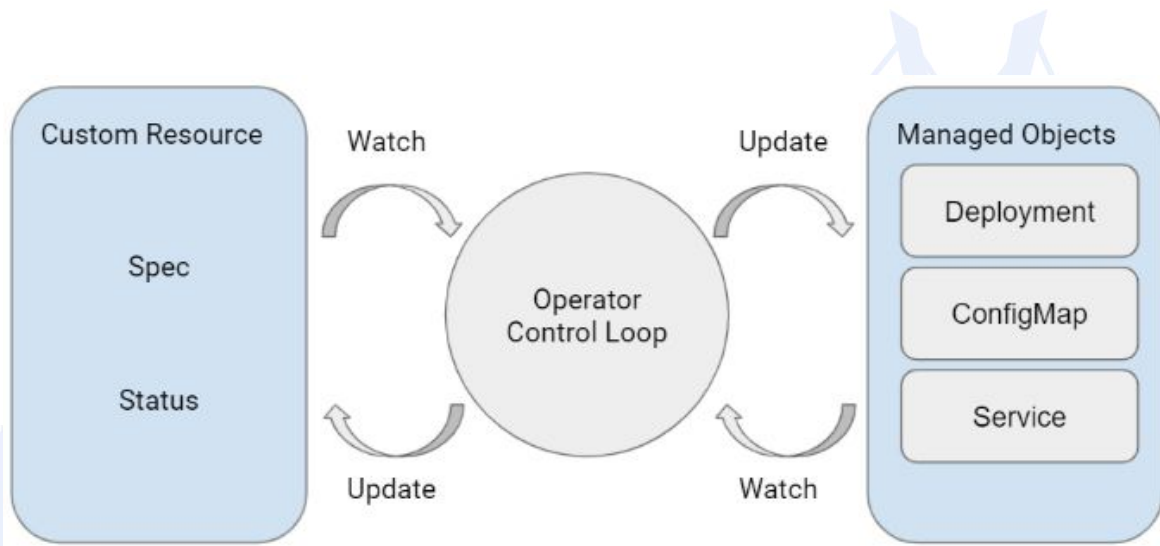 Custom Resource
Spec
Status
Watch
Update
Operator
Control Loop
Update
Watch
Managed Objects
Deployment
ConfigMap
Service